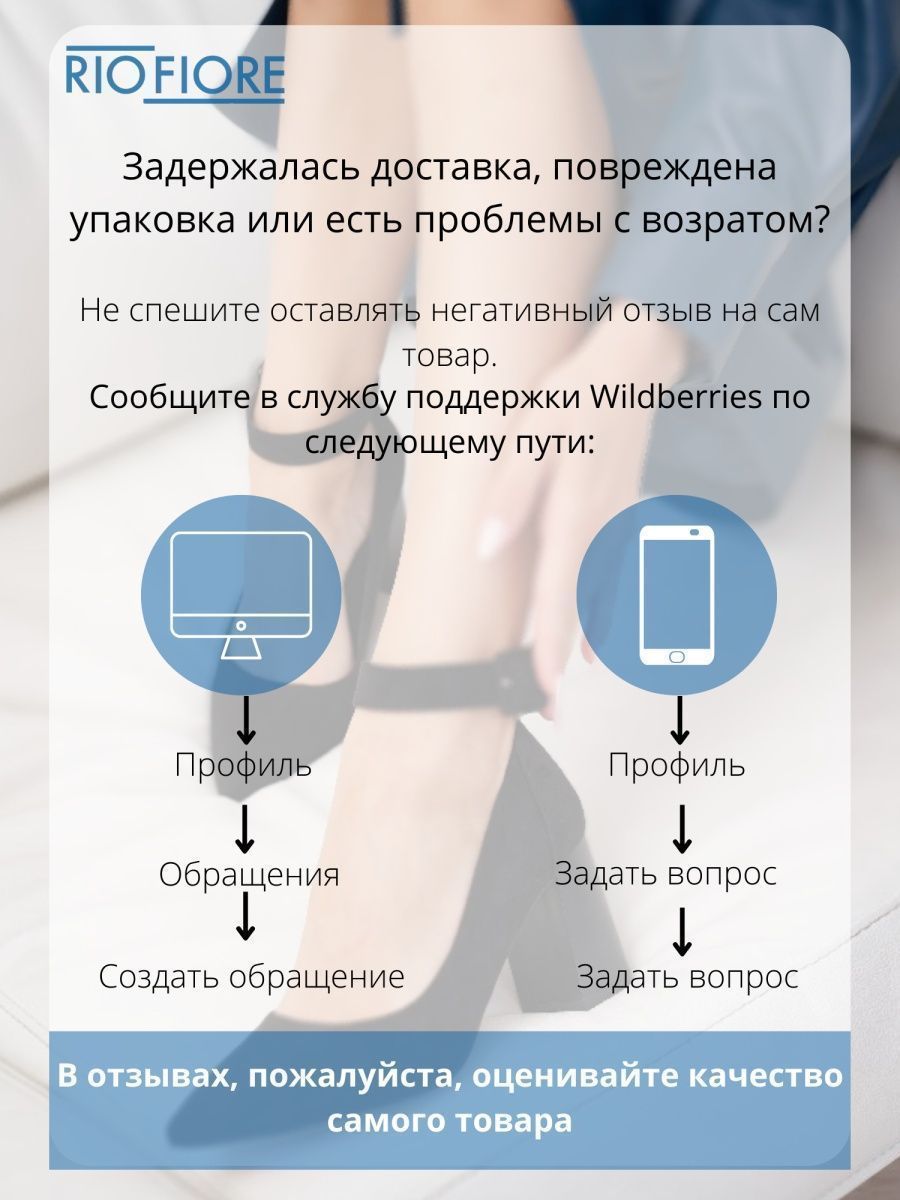 RIOFIORE
Задержалась доставка, повреждена
упаковка или есть проблемы с возратом?
Не спешите оставлять негативный отзыв на сам
товар.
Сообщите в службу поддержки Wildberries по
следующему пути:
Профиль
Обращения
Создать обращение
Профиль
Задать вопрос
Задать вопрос
В отзывах, пожалуйста, оценивайте качество
самого товара